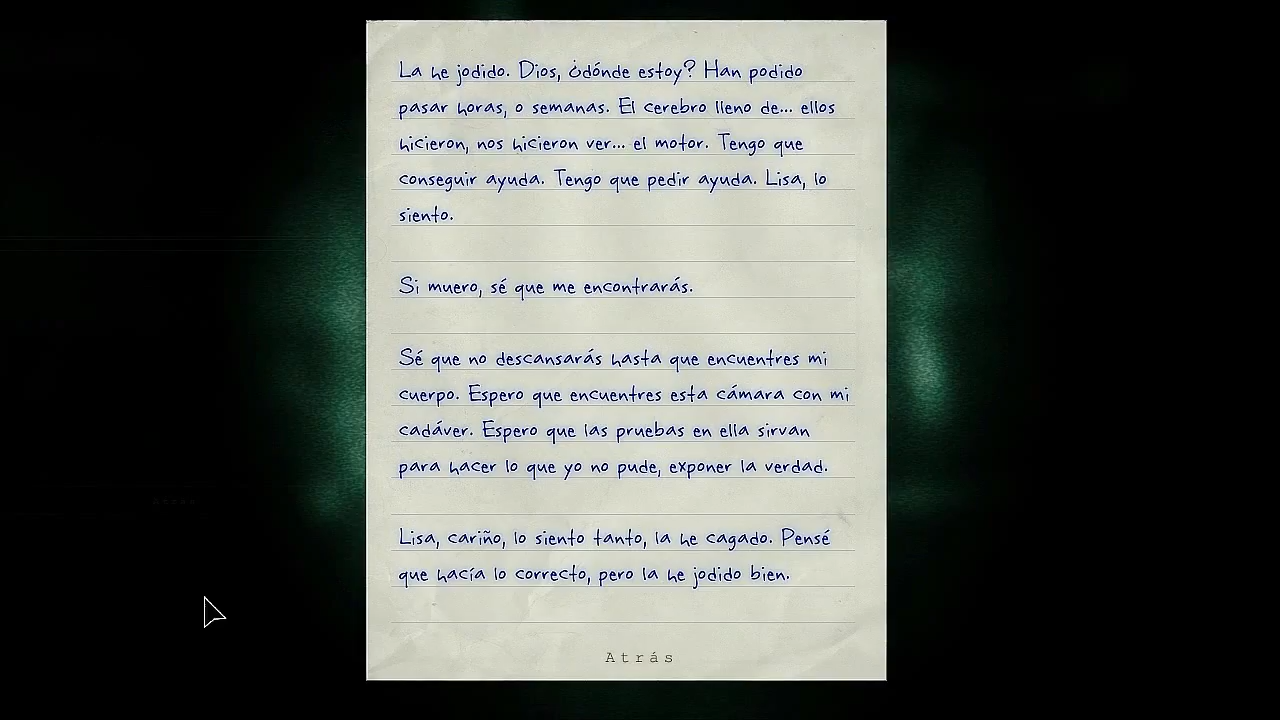 La he jodido. Dios, ¿dónde estoy? Han podido
pasar horas, o semanas. El cerebro lleno de... ellos
hicieron, nos hicieron ver... el motor. Tengo que
conseguir ayuda. Tengo que pedir ayuda. Lisa, lo
siento.
Si muero, sé que me encontrarás.
Sé que no descansarás hasta que encuentres mi
cuerpo. Espero que encuentres esta cámara con mi
cadáver. Espero que las pruebas en ella sirvan
para hacer lo que yo no pude, exponer la verdad.
Lisa, cariño, lo siento tanto, la he cagado. Pensé
que hacía lo correcto, pero la he jodido bien.
Atrás